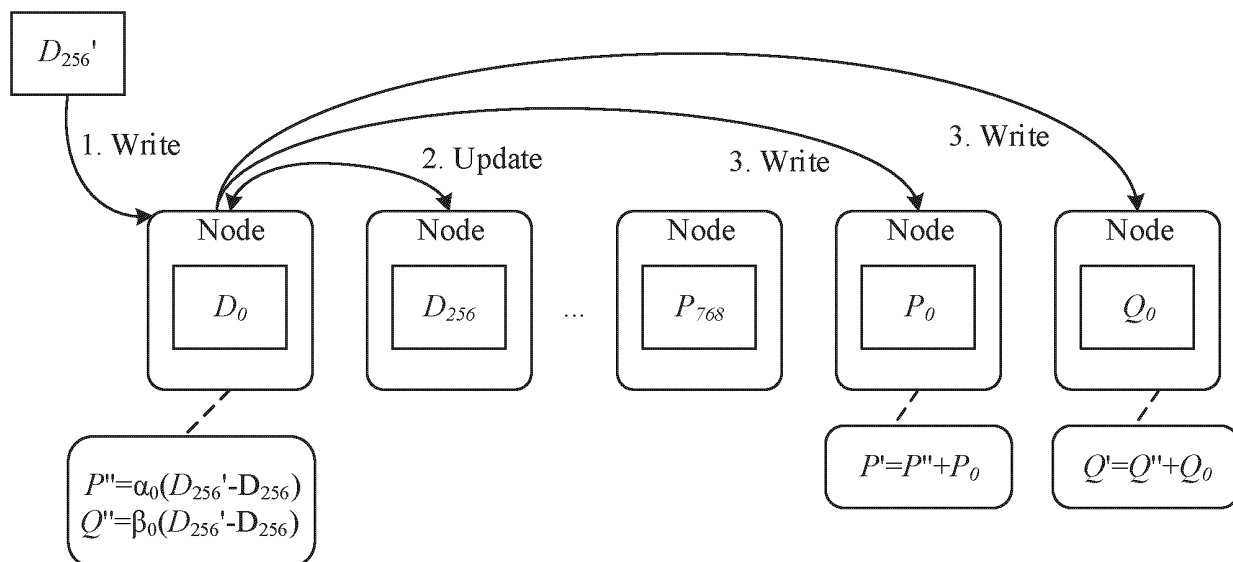 D₂₅₆'
1. Write
2. Update
3. Write
3. Write
Node
Node
Node
Node
Node
D₀
D₂₅₆
...
P₇₆₈
P₀
Q₀
P''=α₀(D₂₅₆'-D₂₅₆)
Q''=β₀(D₂₅₆'-D₂₅₆)
P'=P''+P₀
Q'=Q''+Q₀